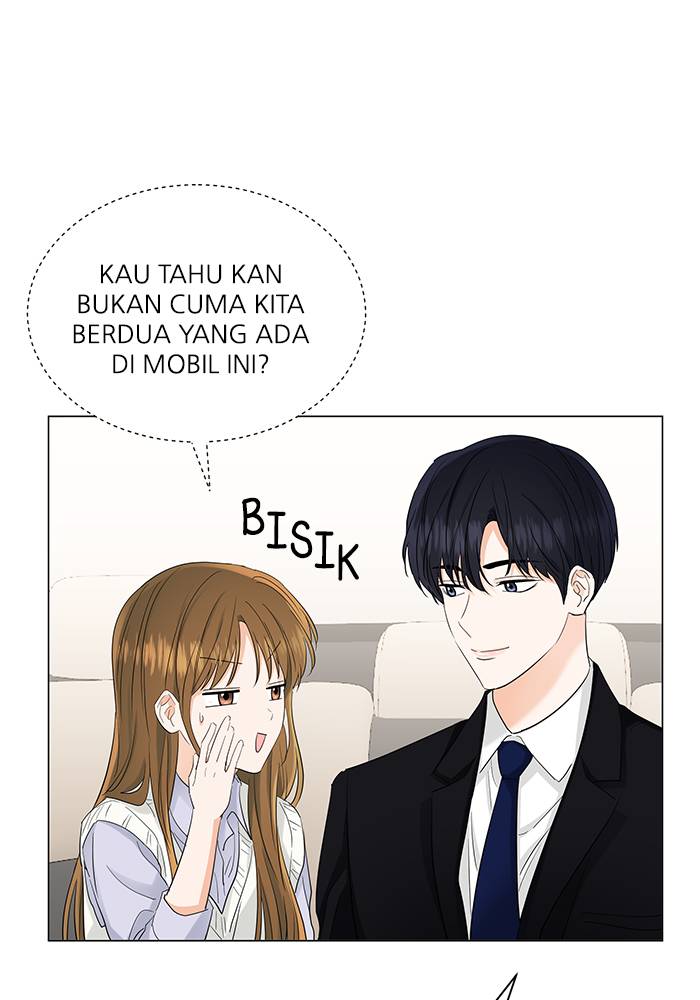 KAU TAHU KAN
BUKAN CUMA KITA
BERDUA YANG ADA
DI MOBIL INI?
BISIK